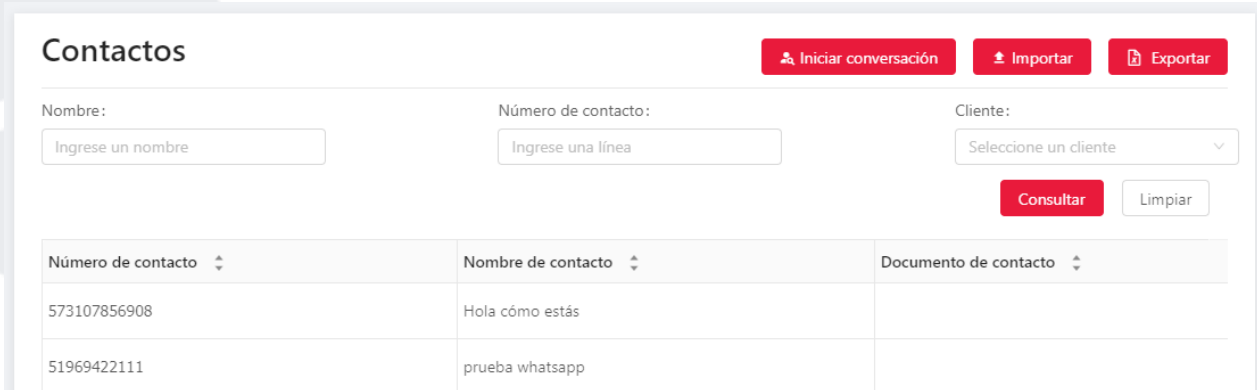 Contactos
Iniciar conversación
Importar
Exportar
Nombre:
Número de contacto:
Cliente:
Ingrese un nombre
Ingrese una línea
Seleccione un cliente
Consultar
Limpiar
Número de contacto
Nombre de contacto
Documento de contacto
573107856908
Hola cómo estás
51969422111
prueba whatsapp